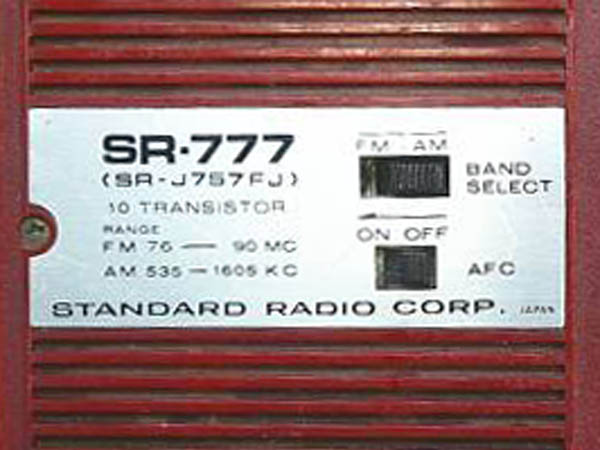 SR-777
(SR-J757FJ)
10 TRANSISTOR
RANGE
FM 76 — 90 MC
AM 535 — 1605 KC
FM - AM
BAND
SELECT
ON OFF
AFC
STANDARD RADIO CORP. JAPAN